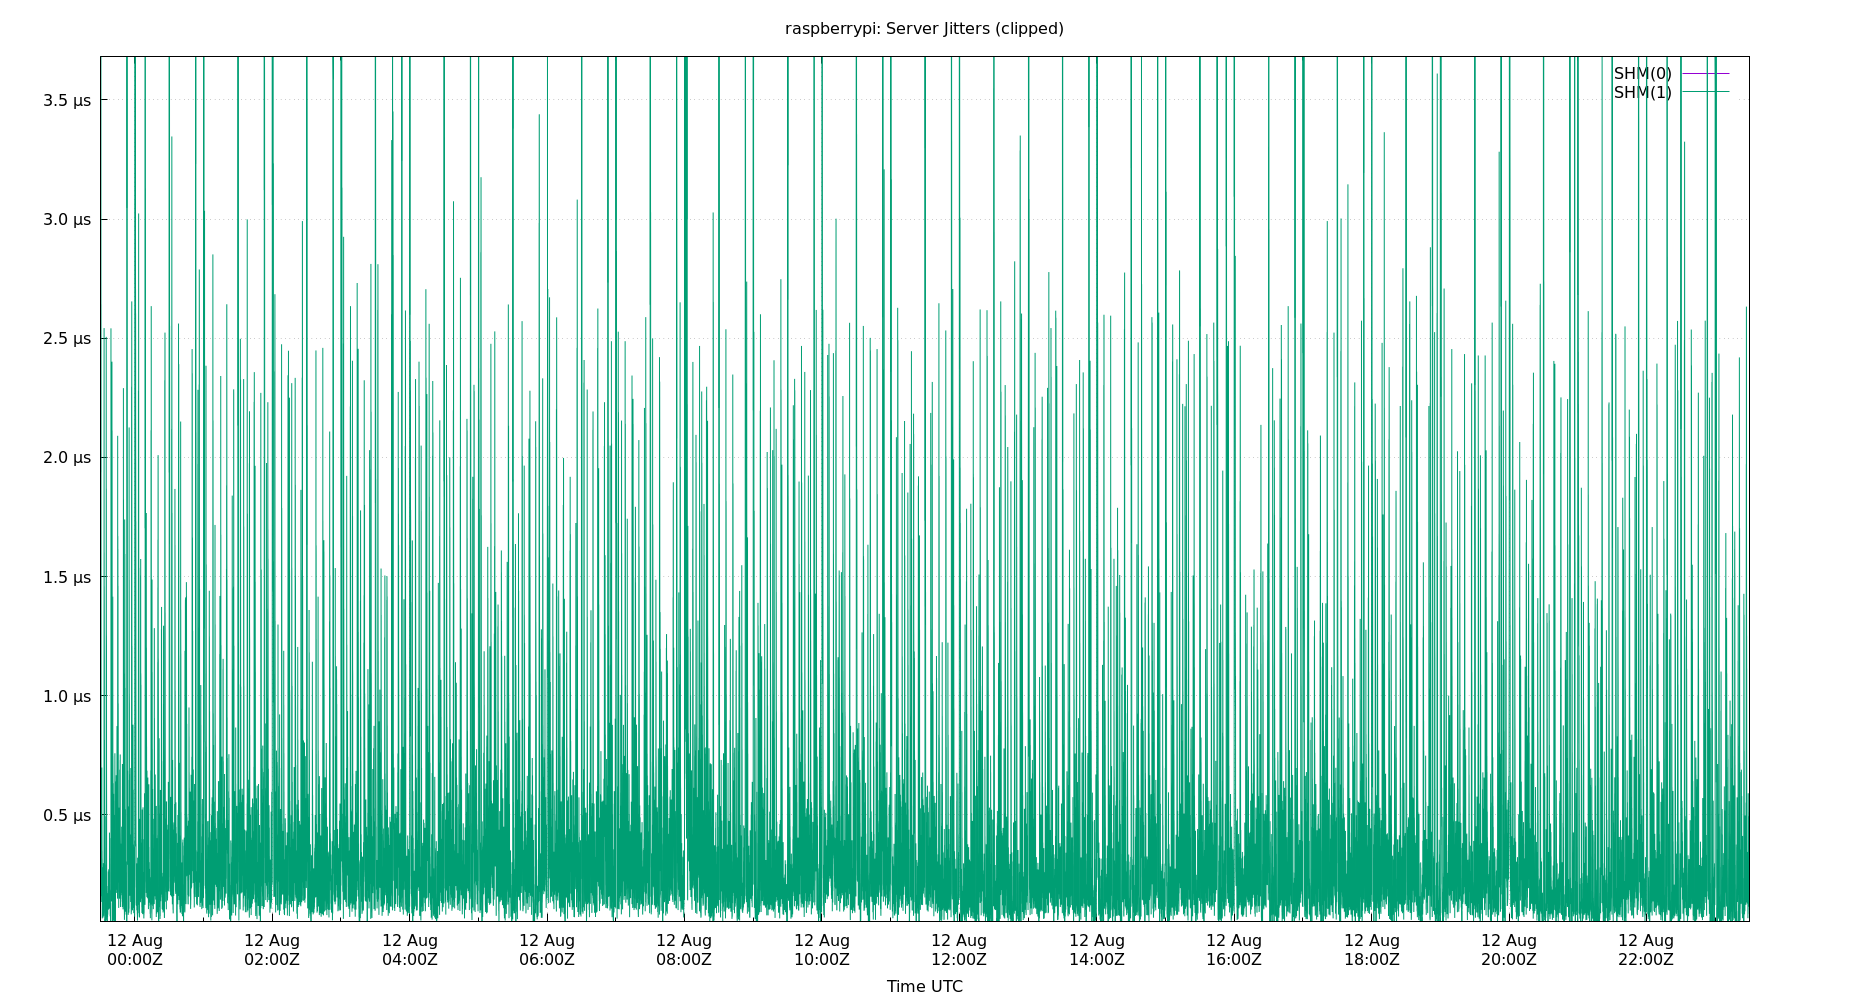 raspberrypi: Server Jitters (clipped)
SHM(0)
SHM(1)
3.5 µs
3.0 µs
2.5 µs
2.0 µs
1.5 µs
1.0 µs
0.5 µs
12 Aug 12 Aug 12 Aug 12 Aug 12 Aug 12 Aug 12 Aug 12 Aug 12 Aug 12 Aug 12 Aug 12 Aug
00:00Z 02:00Z 04:00Z 06:00Z 08:00Z 10:00Z 12:00Z 14:00Z 16:00Z 18:00Z 20:00Z 22:00Z
Time UTC